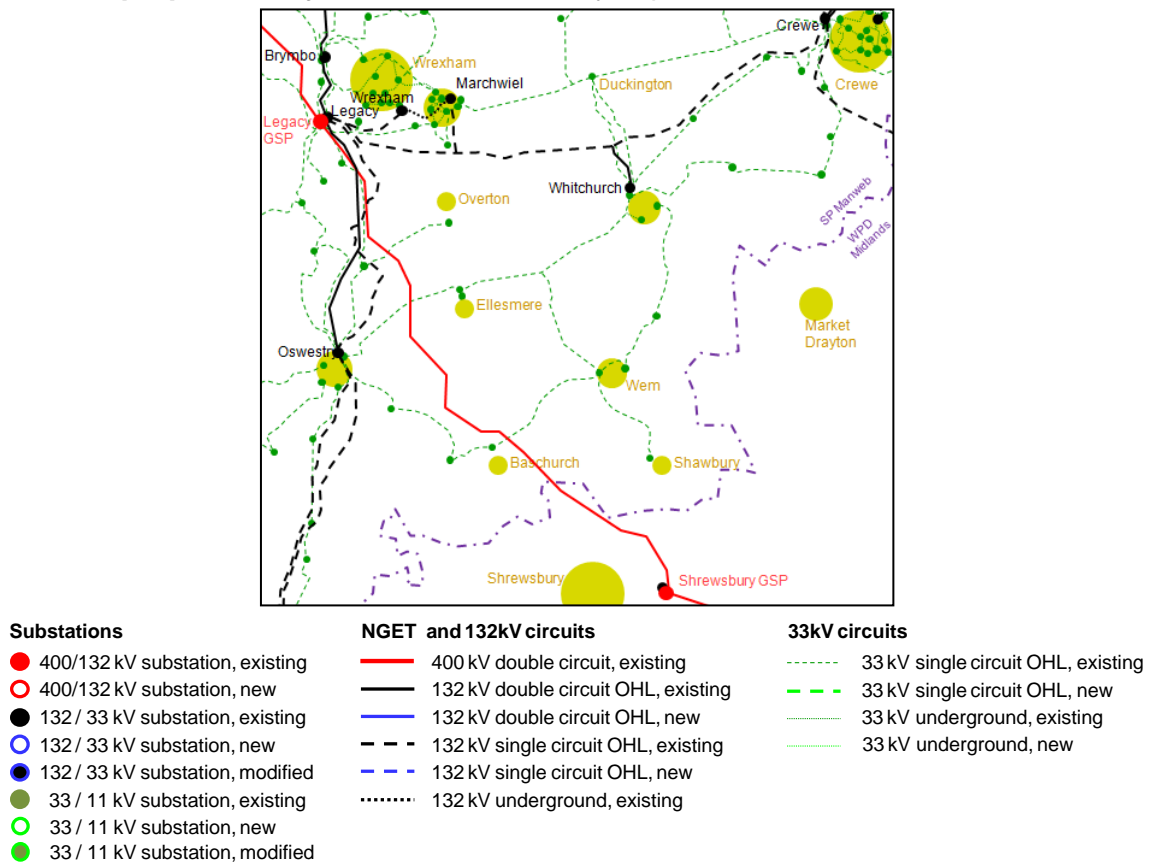 Crewe
Brymbo
Wrexham
Marchwiel
Duckington
Crewe
Wrexham
Legacy
Legacy
GSP
Whitchurch
SP Manweb
WPD
Midlands
Overton
Ellesmere
Market
Drayton
Oswestry
Wem
Baschurch
Shawbury
Shrewsbury
Shrewsbury GSP
Substations
400/132 kV substation, existing
400/132 kV substation, new
132 / 33 kV substation, existing
132 / 33 kV substation, new
132 / 33 kV substation, modified
33 / 11 kV substation, existing
33 / 11 kV substation, new
33 / 11 kV substation, modified
NGET and 132kV circuits
400 kV double circuit, existing
132 kV double circuit OHL, existing
132 kV double circuit OHL, new
132 kV single circuit OHL, existing
132 kV single circuit OHL, new
132 kV underground, existing
33kV circuits
33 kV single circuit OHL, existing
33 kV single circuit OHL, new
33 kV underground, existing
33 kV underground, new